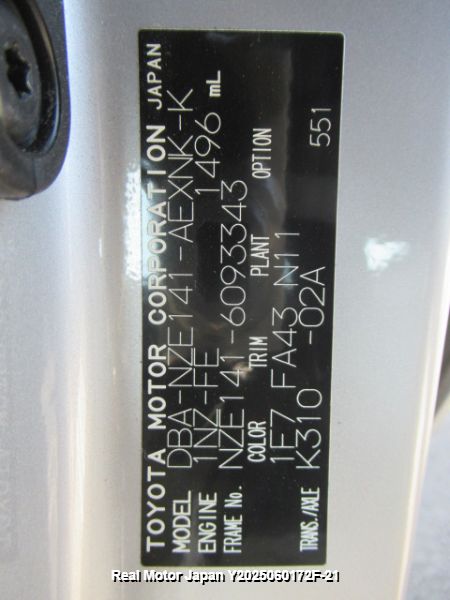 TOYOTA MOTOR CORPORATION JAPAN
MODEL DBA-NZE141-AEXNK-K
ENGINE 1NZ-FE 1496 mL
FRAME No. NZE141-6093343
COLOR TRIM PLANT OPTION
1E7 FA43 N11
TRANS./AXLE K310 -02A 551
Real Motor Japan Y2025060172F-21